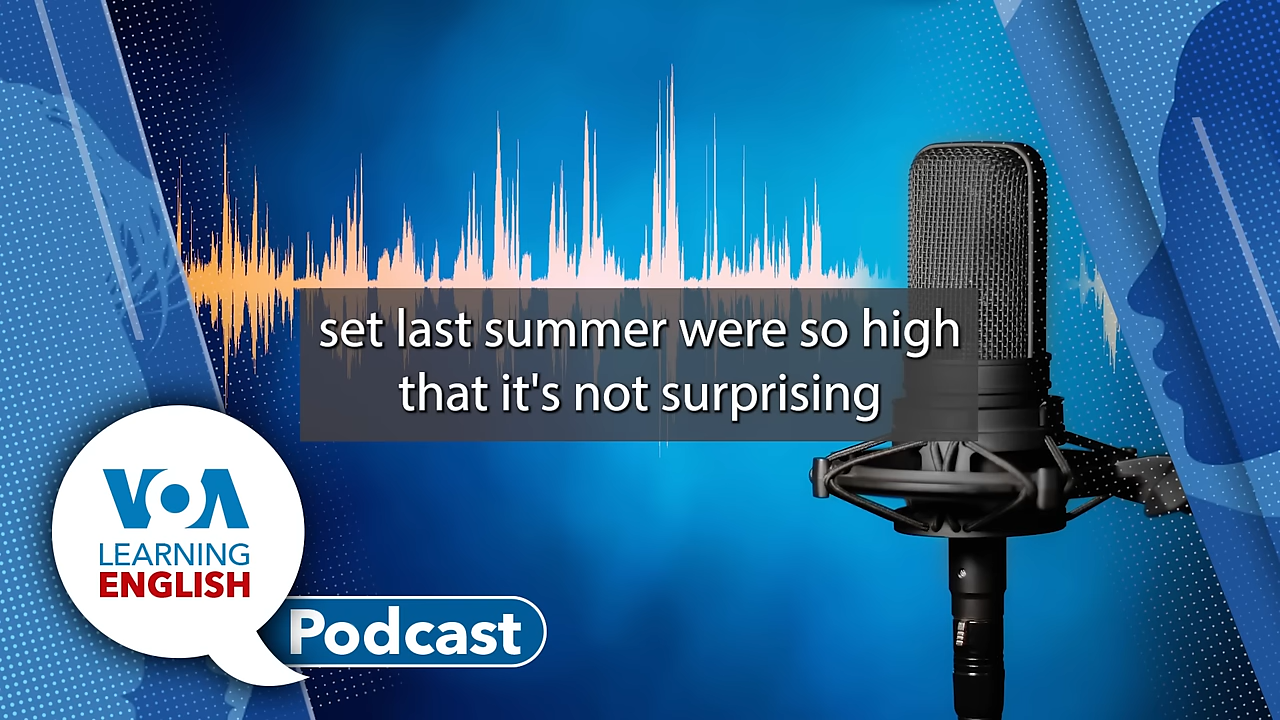 set last summer were so high
that it's not surprising
VOA
LEARNING
ENGLISH
Podcast